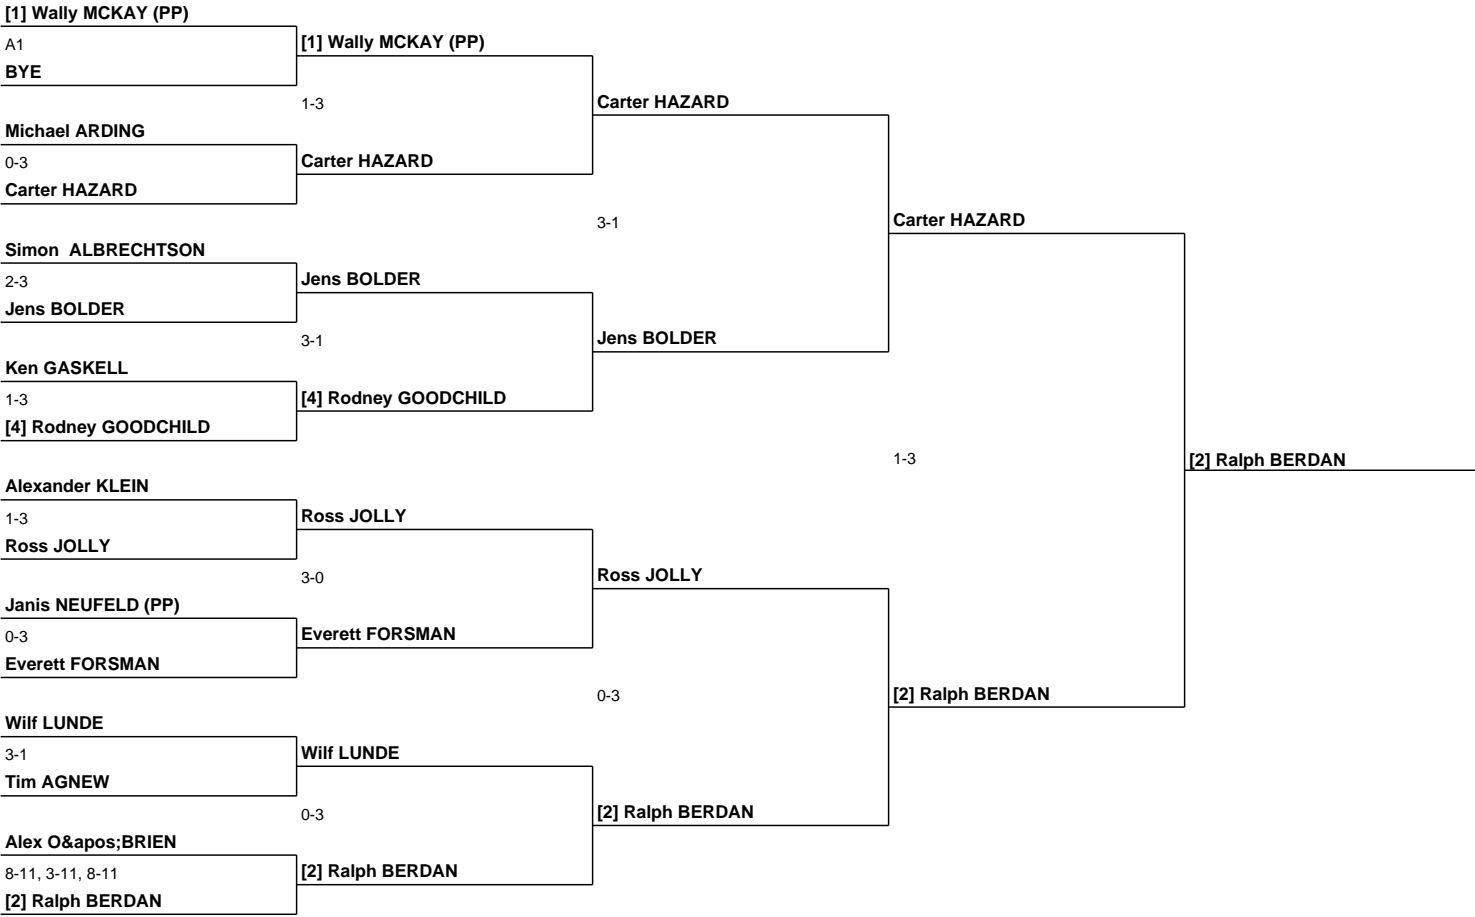 [1] Wally MCKAY (PP)
A1
BYE
Michael ARDING
0-3
Carter HAZARD
Simon  ALBRECHTSON
2-3
Jens BOLDER
Ken GASKELL
1-3
[4] Rodney GOODCHILD
Alexander KLEIN
1-3
Ross JOLLY
Janis NEUFELD (PP)
0-3
Everett FORSMAN
Wilf LUNDE
3-1
Tim AGNEW
Alex O&apos;BRIEN
8-11, 3-11, 8-11
[2] Ralph BERDAN
[1] Wally MCKAY (PP)
1-3
Carter HAZARD
Jens BOLDER
3-1
[4] Rodney GOODCHILD
Ross JOLLY
3-0
Everett FORSMAN
Wilf LUNDE
0-3
[2] Ralph BERDAN
Carter HAZARD
3-1
Jens BOLDER
Ross JOLLY
0-3
[2] Ralph BERDAN
Carter HAZARD
1-3
[2] Ralph BERDAN
[2] Ralph BERDAN